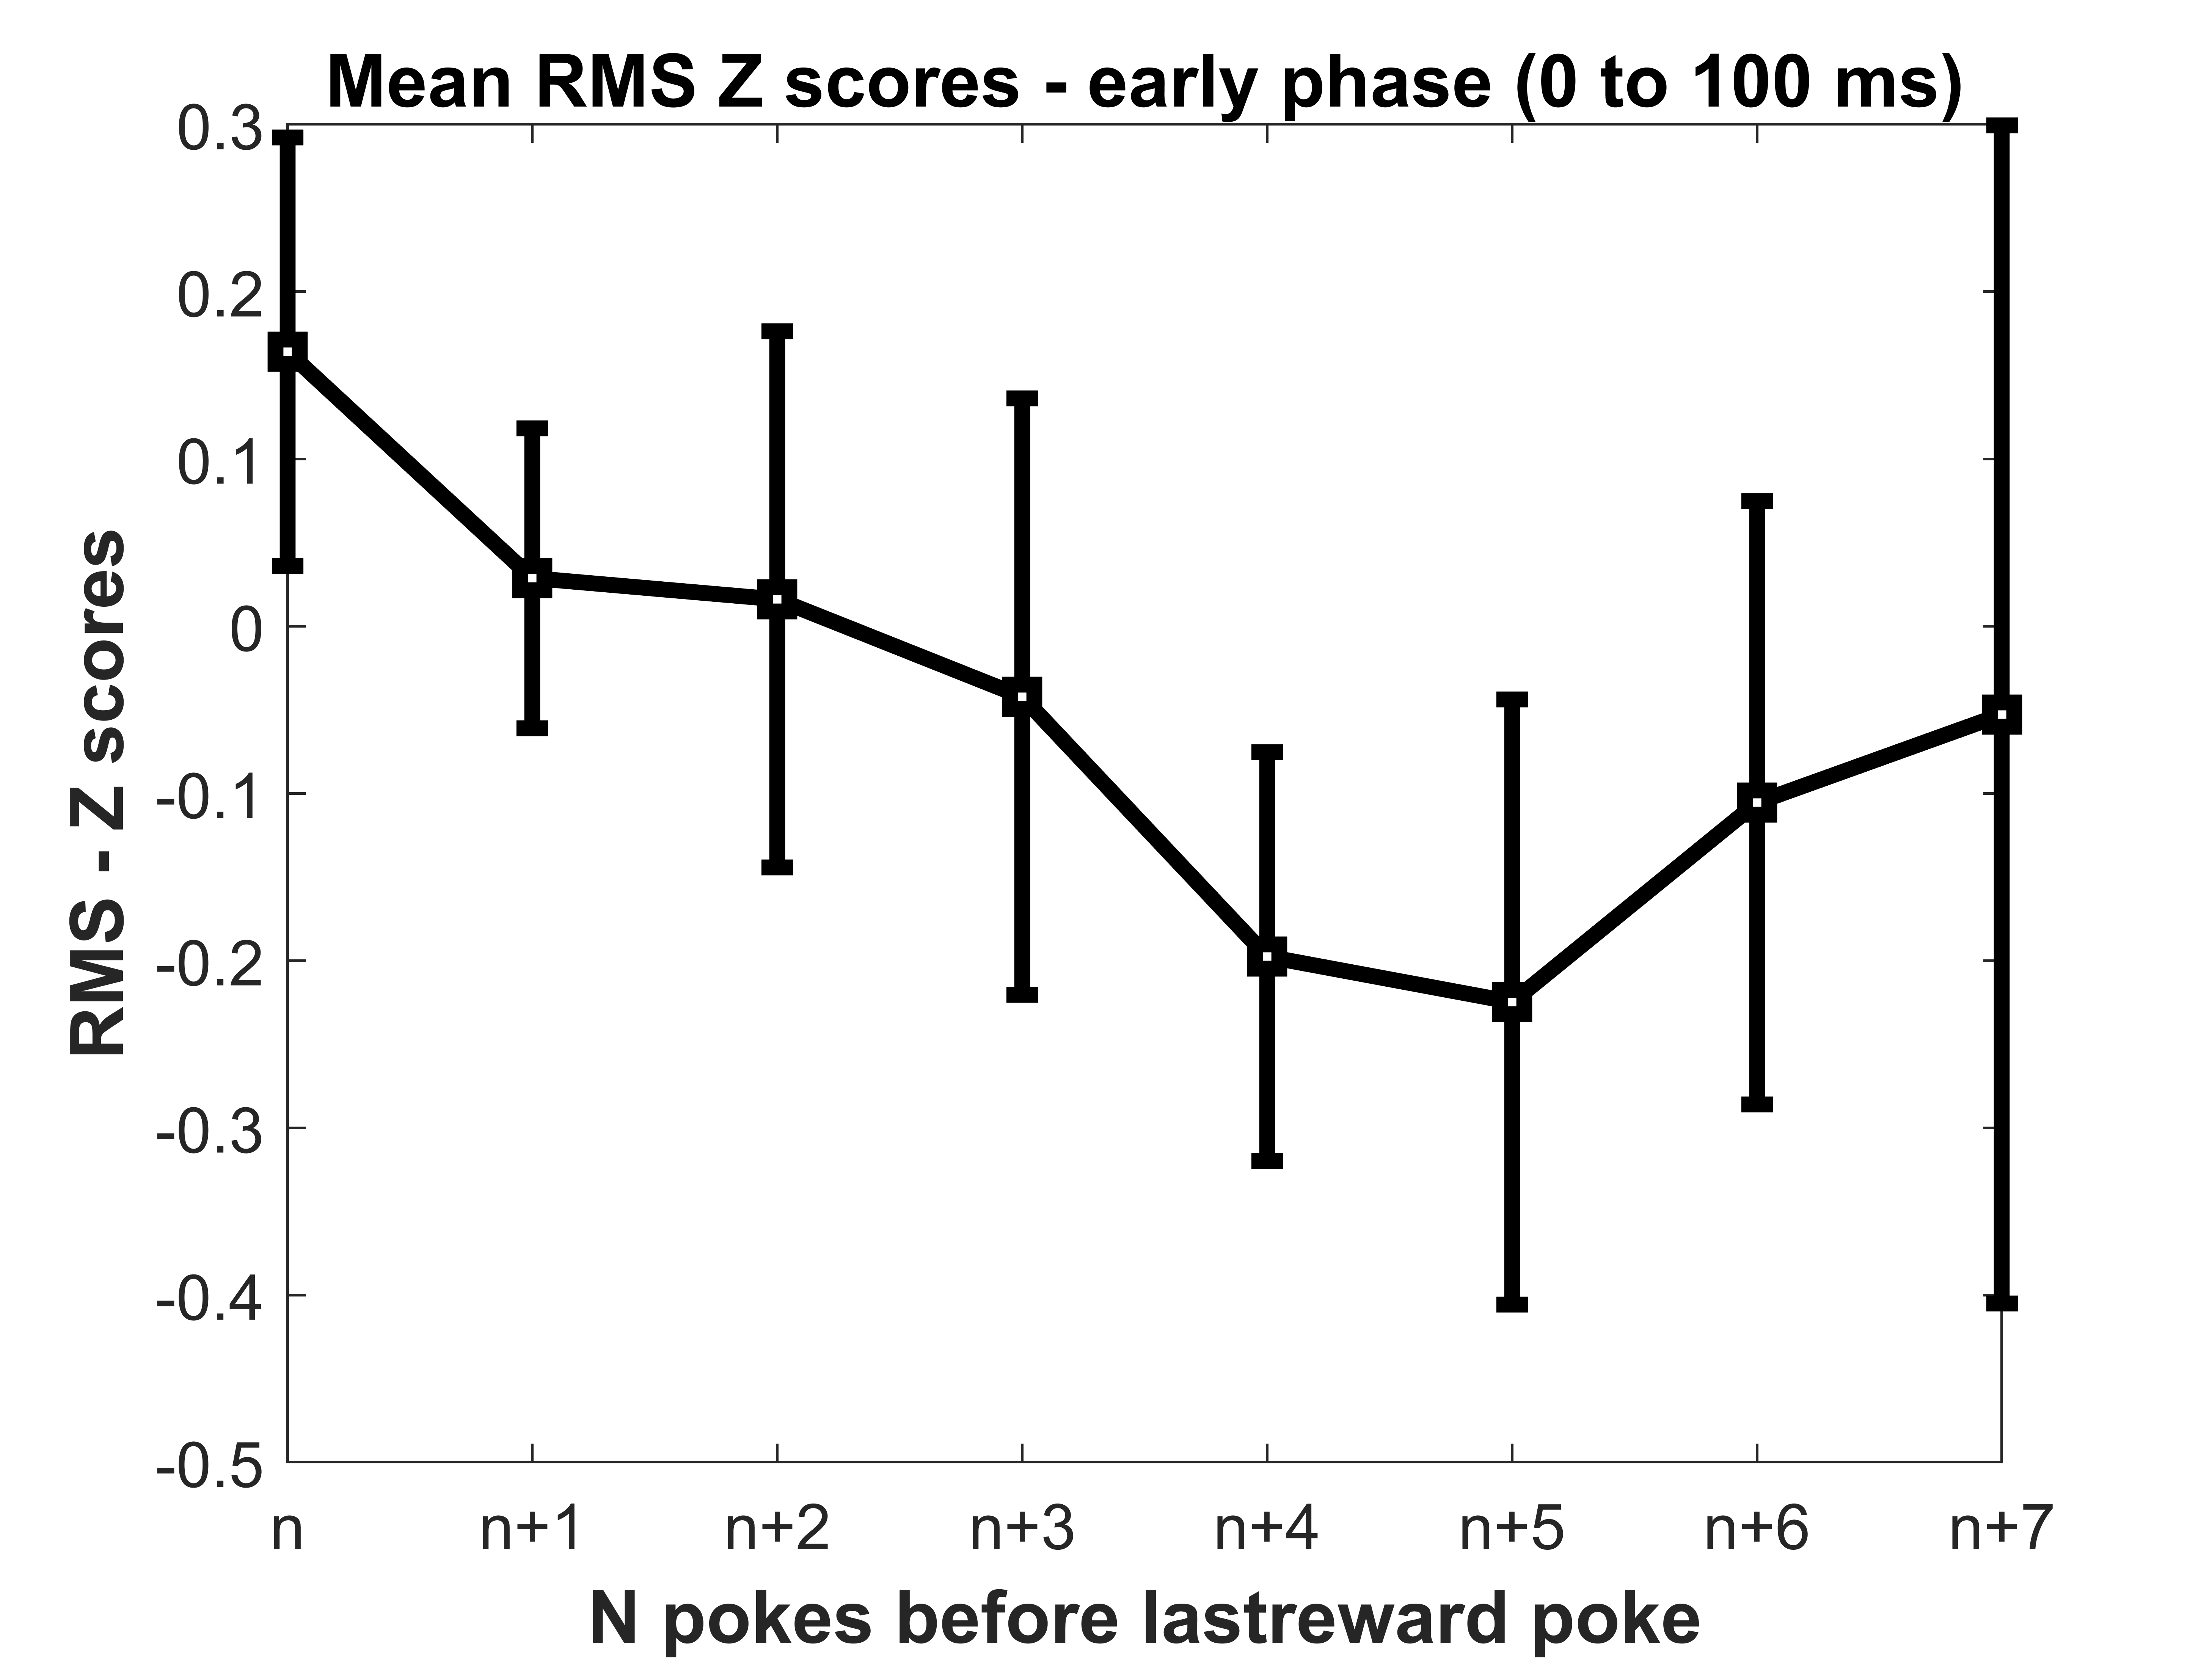 Mean RMS Z scores - early phase (0 to 100 ms)
RMS - Z scores
0.3
0.2
0.1
0
-0.1
-0.2
-0.3
-0.4
-0.5
n n+1 n+2 n+3 n+4 n+5 n+6 n+7
N pokes before lastreward poke